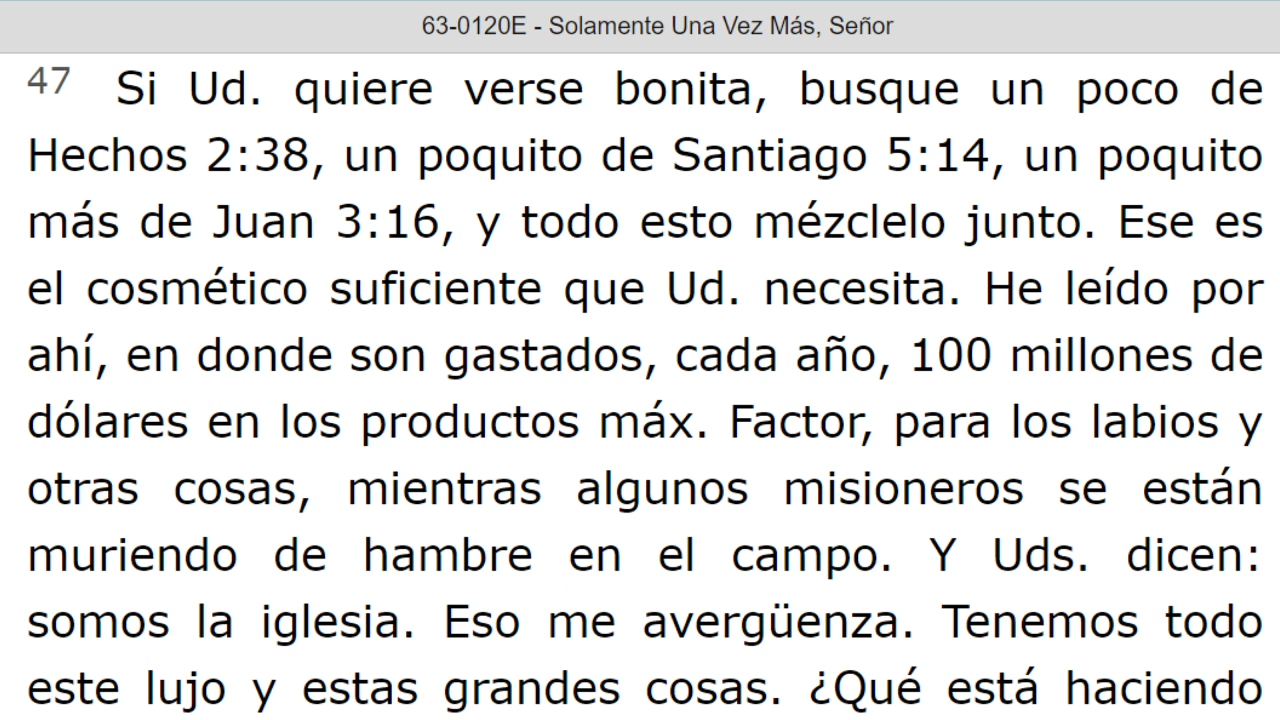 63-0120E - Solamente Una Vez Más, Señor
47 Si Ud. quiere verse bonita, busque un poco de
Hechos 2:38, un poquito de Santiago 5:14, un poquito
más de Juan 3:16, y todo esto mézclelo junto. Ese es
el cosmético suficiente que Ud. necesita. He leído por
ahí, en donde son gastados, cada año, 100 millones de
dólares en los productos máx. Factor, para los labios y
otras cosas, mientras algunos misioneros se están
muriendo de hambre en el campo. Y Uds. dicen:
somos la iglesia. Eso me avergüenza. Tenemos todo
este lujo y estas grandes cosas. ¿Qué está haciendo